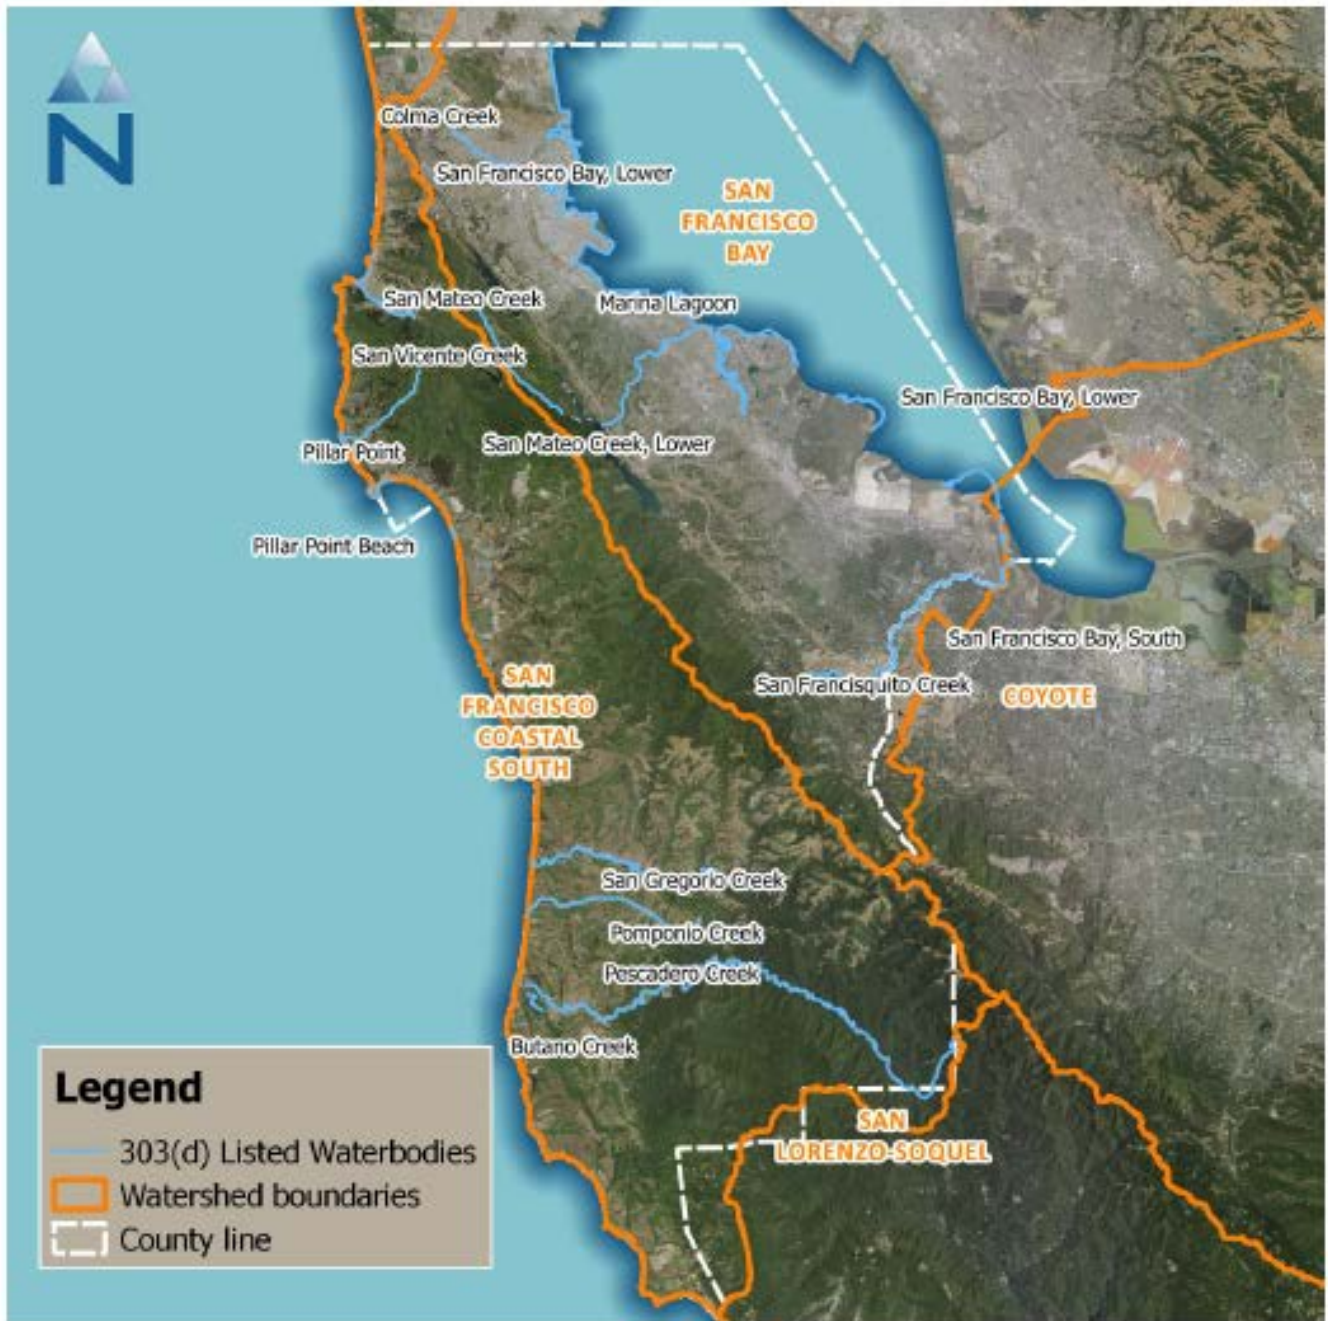 N
Colma Creek
San Francisco Bay, Lower
SAN
FRANCISCO
BAY
San Mateo Creek
Marina Lagoon
San Vicente Creek
San Francisco Bay, Lower
San Mateo Creek, Lower
Pillar Point
Pillar Point Beach
San Francisco Bay, South
San Francisquito Creek
COYOTE
SAN
FRANCISCO
COASTAL
SOUTH
San Gregorio Creek
Pomponio Creek
Pescadero Creek
Butano Creek
SAN
LORENZO-SOQUEL
Legend
303(d) Listed Waterbodies
Watershed boundaries
County line